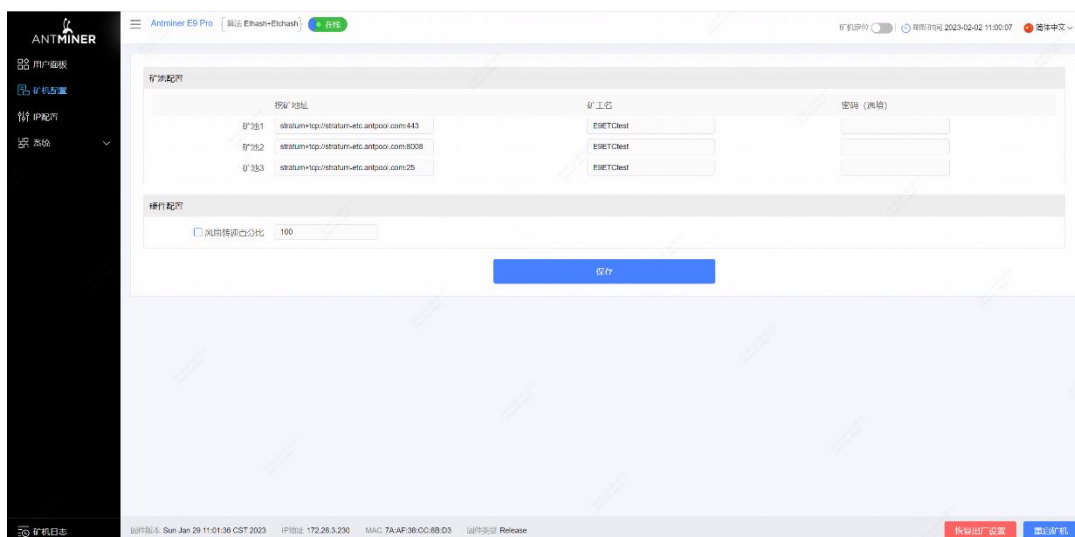 ANTMINER
Antminer E9 Pro 算法 Ethash+Etchash 在线
矿机定位 刷新时间 2023-02-02 11:00:07 简体中文
用户面板
矿机配置
IP配置
系统
矿池配置
挖矿地址 矿工名 密码（选填）
矿池1 stratum+tcp://stratum-etc.antpool.com:443 E9ETCtest
矿池2 stratum+tcp://stratum-etc.antpool.com:8008 E9ETCtest
矿池3 stratum+tcp://stratum-etc.antpool.com:25 E9ETCtest
硬件配置
风扇转速百分比 100
保存
矿机日志
固件版本 Sun Jan 29 11:01:36 CST 2023 IP地址 172.28.3.230 MAC 7A:AF:38:CC:6B:D3 固件类型 Release
恢复出厂设置 重启矿机